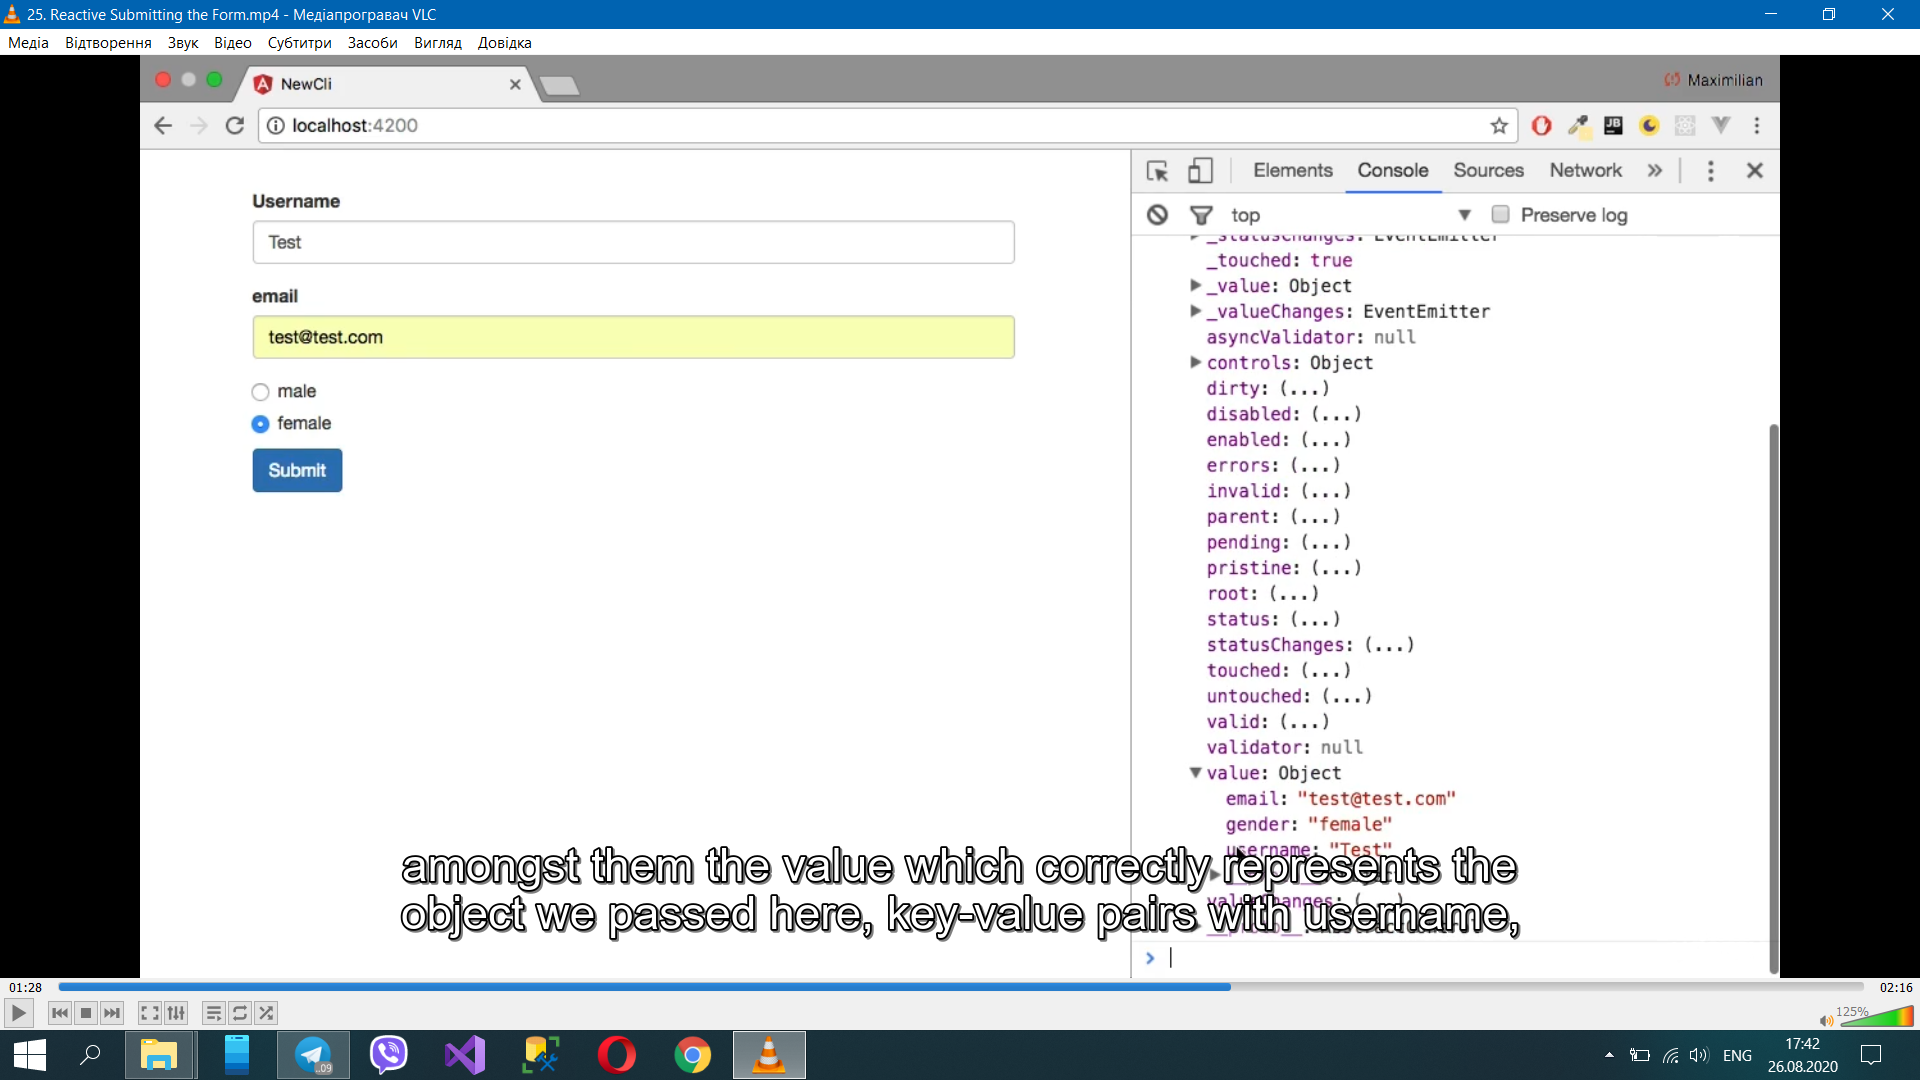 25. Reactive Submitting the Form.mp4 - Медіапрогравач VLC
Медіа Відтворення Звук Відео Субтитри Засоби Вигляд Довідка
NewCli
Maximilian
localhost:4200
JB
Elements Console Sources Network
top
Preserve log
Username
Test
email
test@test.com
male
female
Submit
_statusChanges: EventEmitter
_touched: true
_value: Object
_valueChanges: EventEmitter
asyncValidator: null
controls: Object
dirty: (...)
disabled: (...)
enabled: (...)
errors: (...)
invalid: (...)
parent: (...)
pending: (...)
pristine: (...)
root: (...)
status: (...)
statusChanges: (...)
touched: (...)
untouched: (...)
valid: (...)
validator: null
value: Object
email: "test@test.com"
gender: "female"
username: "Test"
valueChanges: (...)
amongst them the value which correctly represents the
object we passed here, key-value pairs with username,
01:28
02:16
125%
..09
ENG
17:42
26.08.2020